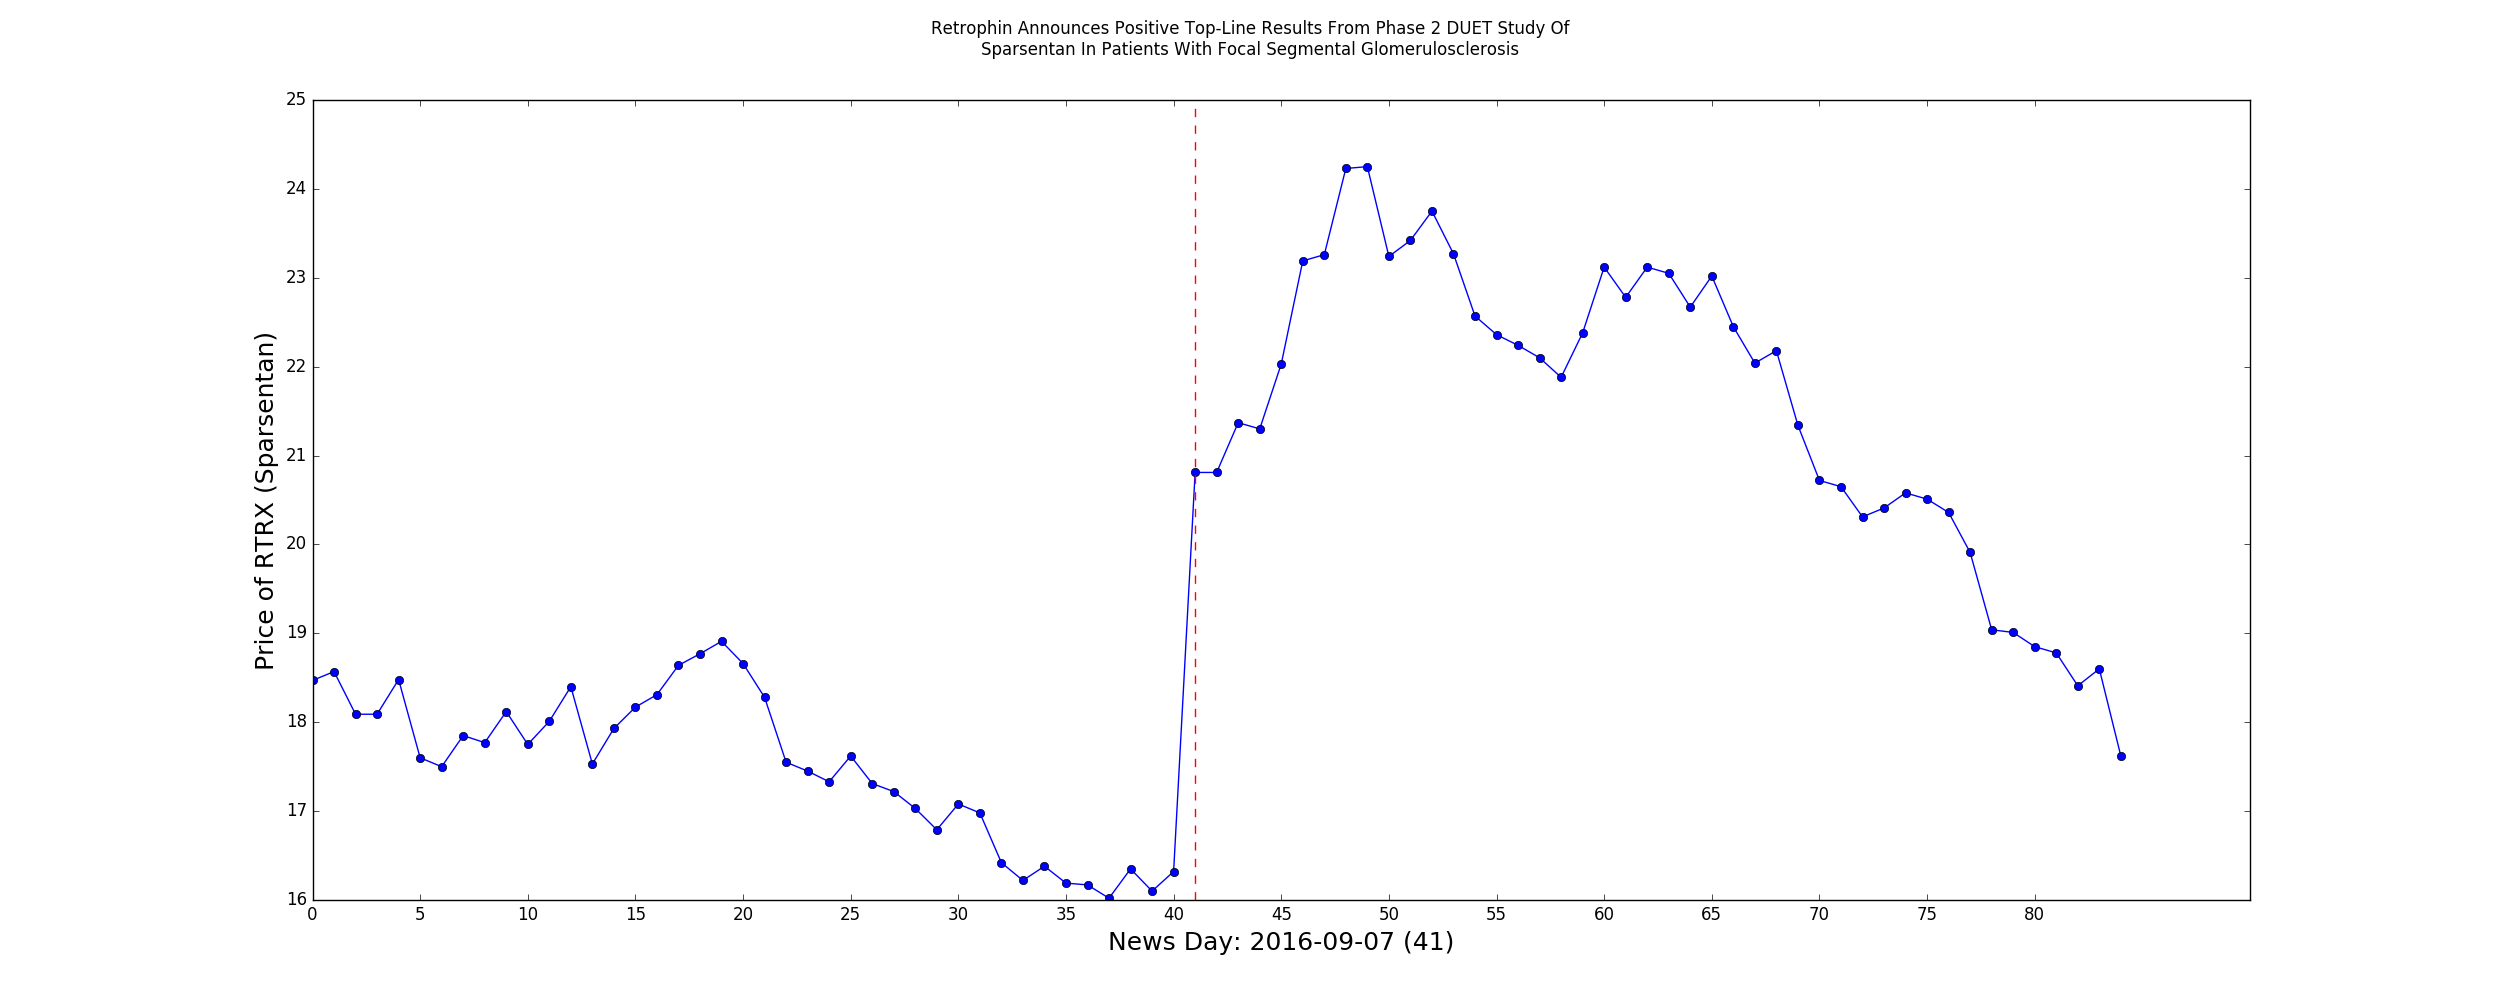 Retrophin Announces Positive Top-Line Results From Phase 2 DUET Study Of
Sparsentan In Patients With Focal Segmental Glomerulosclerosis
25
24
23
22
21
20
19
18
17
16
Price of RTRX (Sparsentan)
0 5 10 15 20 25 30 35 40 45 50 55 60 65 70 75 80
News Day: 2016-09-07 (41)